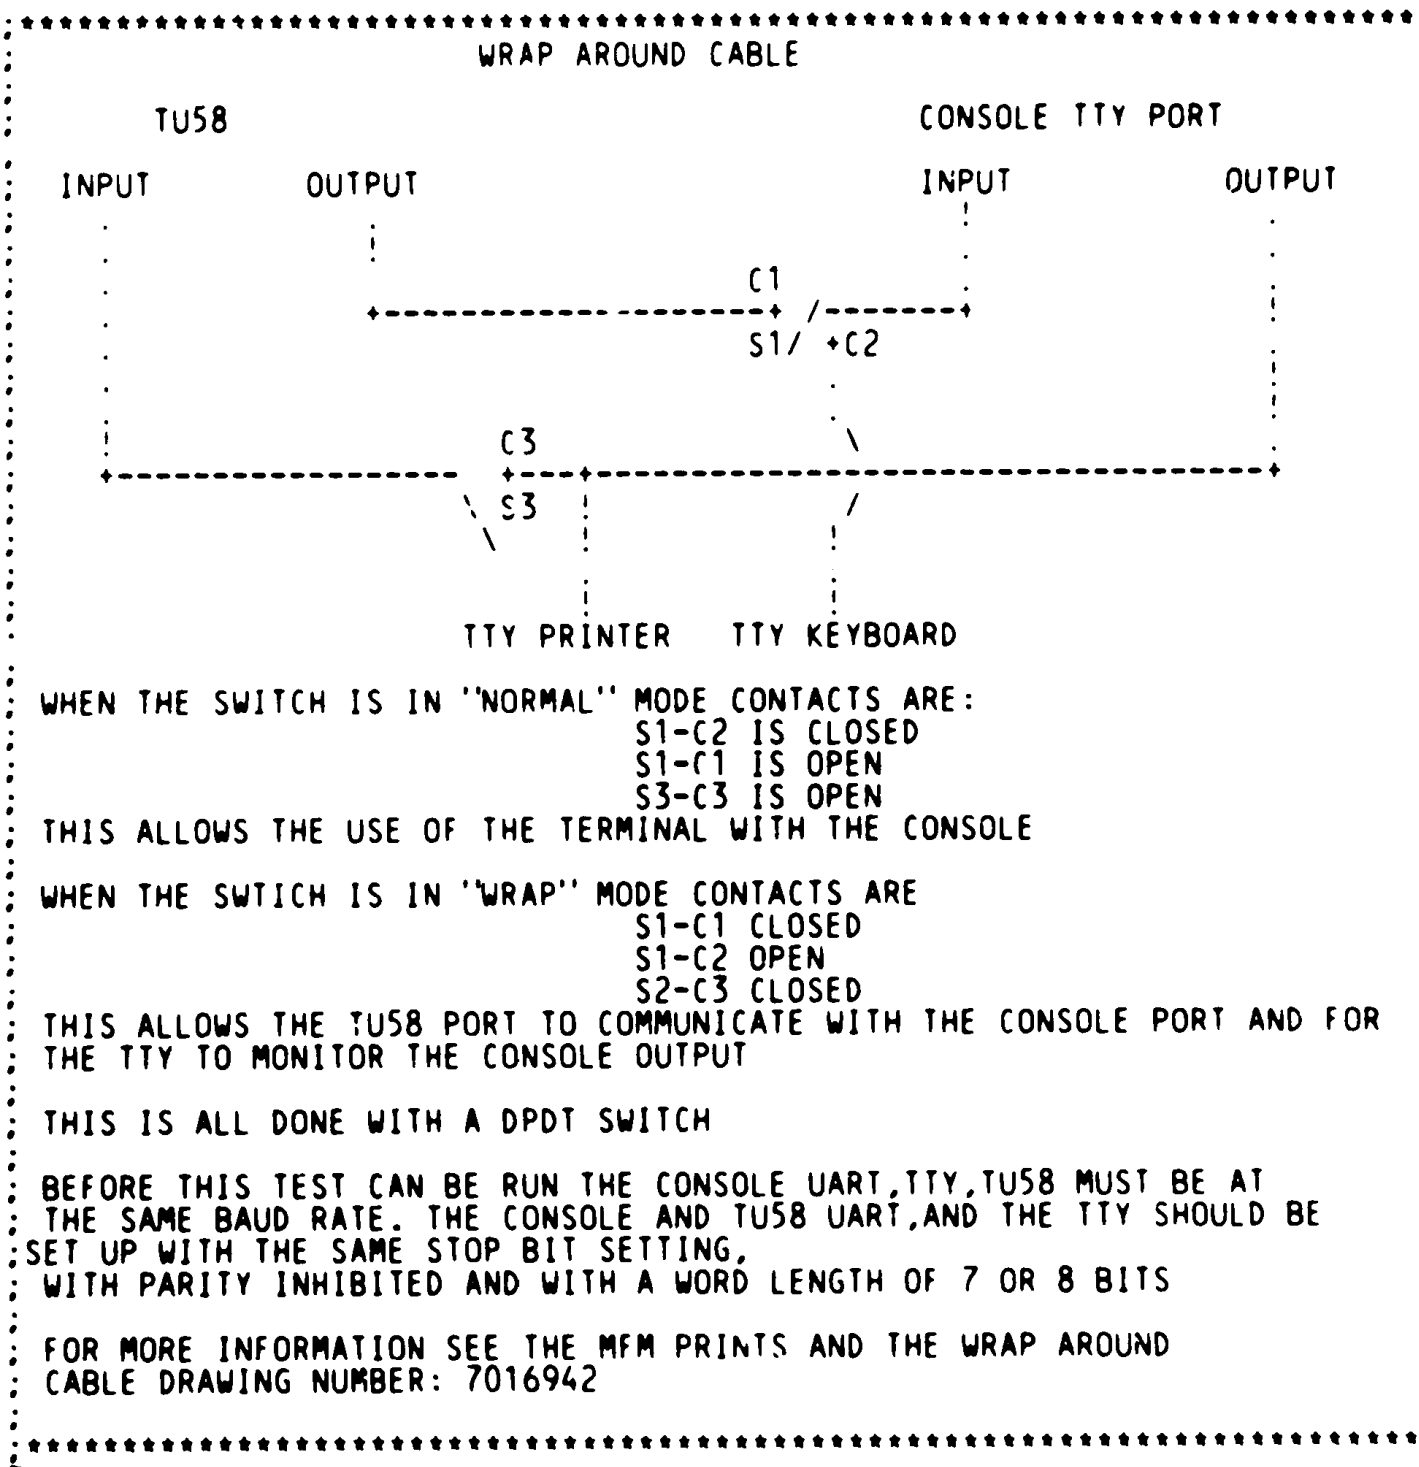 ;*************************************************************************
; WRAP AROUND CABLE
; TU58 CONSOLE TTY PORT
; INPUT OUTPUT INPUT OUTPUT
; C1
; +--------------------+ /-------+
; S1/ +C2
; C3 \
; +----------------- +---+----------------------------------+
; \ S3 /
; \
; TTY PRINTER TTY KEYBOARD
; WHEN THE SWITCH IS IN "NORMAL" MODE CONTACTS ARE:
; S1-C2 IS CLOSED
; S1-C1 IS OPEN
; S3-C3 IS OPEN
; THIS ALLOWS THE USE OF THE TERMINAL WITH THE CONSOLE
; WHEN THE SWTICH IS IN "WRAP" MODE CONTACTS ARE
; S1-C1 CLOSED
; S1-C2 OPEN
; S2-C3 CLOSED
; THIS ALLOWS THE TU58 PORT TO COMMUNICATE WITH THE CONSOLE PORT AND FOR
; THE TTY TO MONITOR THE CONSOLE OUTPUT
; THIS IS ALL DONE WITH A DPDT SWITCH
; BEFORE THIS TEST CAN BE RUN THE CONSOLE UART,TTY,TU58 MUST BE AT
; THE SAME BAUD RATE. THE CONSOLE AND TU58 UART,AND THE TTY SHOULD BE
;SET UP WITH THE SAME STOP BIT SETTING,
; WITH PARITY INHIBITED AND WITH A WORD LENGTH OF 7 OR 8 BITS
; FOR MORE INFORMATION SEE THE MFM PRINTS AND THE WRAP AROUND
; CABLE DRAWING NUMBER: 7016942
;*************************************************************************